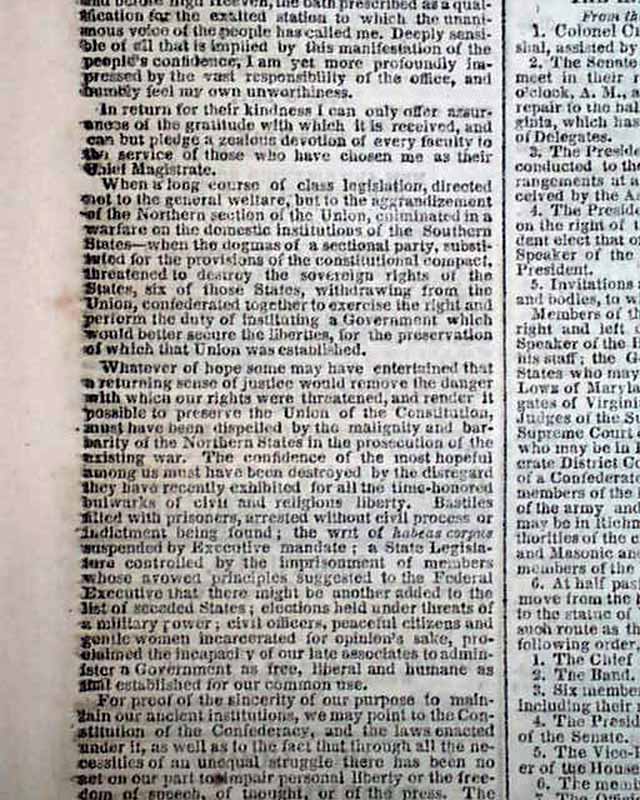 and before high Heaven, the oath prescribed as a qual-
ification for the exalted station to which the unani-
mous voice of the people has called me. Deeply sensi-
ble of all that is implied by this manifestation of the
people's confidence, I am yet more profoundly im-
pressed by the vast responsibility of the office, and
humbly feel my own unworthiness.
In return for their kindness I can only offer assur-
ances of the gratitude with which it is received, and
can but pledge a zealous devotion of every faculty to
the service of those who have chosen me as their
Chief Magistrate.
When a long course of class legislation, directed
not to the general welfare, but to the aggrandizement
of the Northern section of the Union, culminated in a
warfare on the domestic institutions of the Southern
States—when the dogmas of a sectional party, substi-
tuted for the provisions of the constitutional compact,
threatened to destroy the sovereign rights of the
States, six of those States, withdrawing from the
Union, confederated together to exercise the right and
perform the duty of instituting a Government which
would better secure the liberties, for the preservation
of which that Union was established.
Whatever of hope some may have entertained that
a returning sense of justice would remove the danger
with which our rights were threatened, and render it
possible to preserve the Union of the Constitution,
must have been dispelled by the malignity and bar-
barity of the Northern States in the prosecution of the
existing war. The confidence of the most hopeful
among us must have been destroyed by the disregard
they have recently exhibited for all the time-honored
bulwarks of civil and religious liberty. Bastiles
filled with prisoners, arrested without civil process or
indictment being found; the writ of habeas corpus
suspended by Executive mandate; a State Legisla-
ture controlled by the imprisonment of members
whose avowed principles suggested to the Federal
Executive that there might be another added to the
list of seceded States; elections held under threats of
a military power; civil officers, peaceful citizens and
gentle women incarcerated for opinion's sake, pro-
claimed the incapaci y of our late associates to admin-
ister a Government as free, liberal and humane as
that established for our common use.
For proof of the sincerity of our purpose to main-
tain our ancient institutions, we may point to the Con-
stitution of the Confederacy, and the laws enacted
under it, as well as to the fact that through all the ne-
cessities of an unequal struggle there has been no
act on our part to impair personal liberty or the free-
dom of speech, of thought, or of the press. The
From th
1. Colonel C
shal, assisted by
2. The Senate
meet in their
o'clock, A. M., a
repair to the hal
ginia, which has
of Delegates.
3. The Preside
conducted to the
rangements at a
ceived by the A
4. The Preside
on the right of t
dent elect that o
Speaker of the
President.
5. Invitations
and bodies, to w
Members of th
right and left o
Speaker of the H
his staff; the G
States who may
Lows of Maryla
gates of Virgini
Judges of the Su
Supreme Court
who may be in
erate District C
of a Confederate
members of the
of the army and
may be in Richm
thorities of the c
and Masonic and
members of the
6. At half pas
move from the
to the statue of
such route as th
following order,
1. The Chief
2. The Band.
3. Six membe
including their
4. The Presid
of the Senate.
5. The Vice-P
er of the House
6. The mem